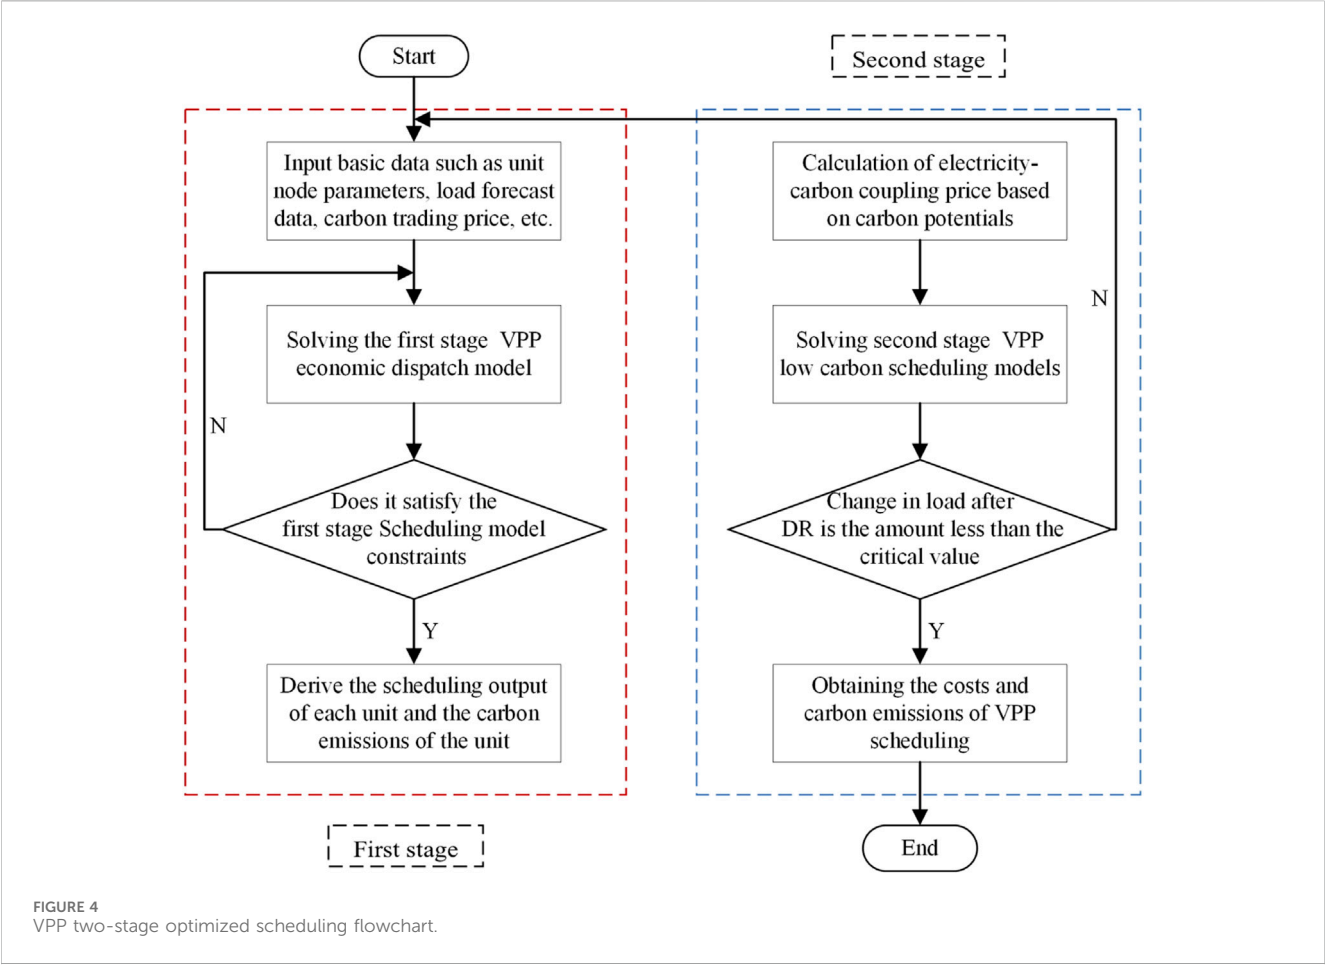 Start
Input basic data such as unit
node parameters, load forecast
data, carbon trading price, etc.
Solving the first stage VPP
economic dispatch model
N
Does it satisfy the
first stage Scheduling model
constraints
Y
Derive the scheduling output
of each unit and the carbon
emissions of the unit
First stage
Second stage
Calculation of electricity-
carbon coupling price based
on carbon potentials
N
Solving second stage VPP
low carbon scheduling models
Change in load after
DR is the amount less than the
critical value
Y
Obtaining the costs and
carbon emissions of VPP
scheduling
End
FIGURE 4
VPP two-stage optimized scheduling flowchart.